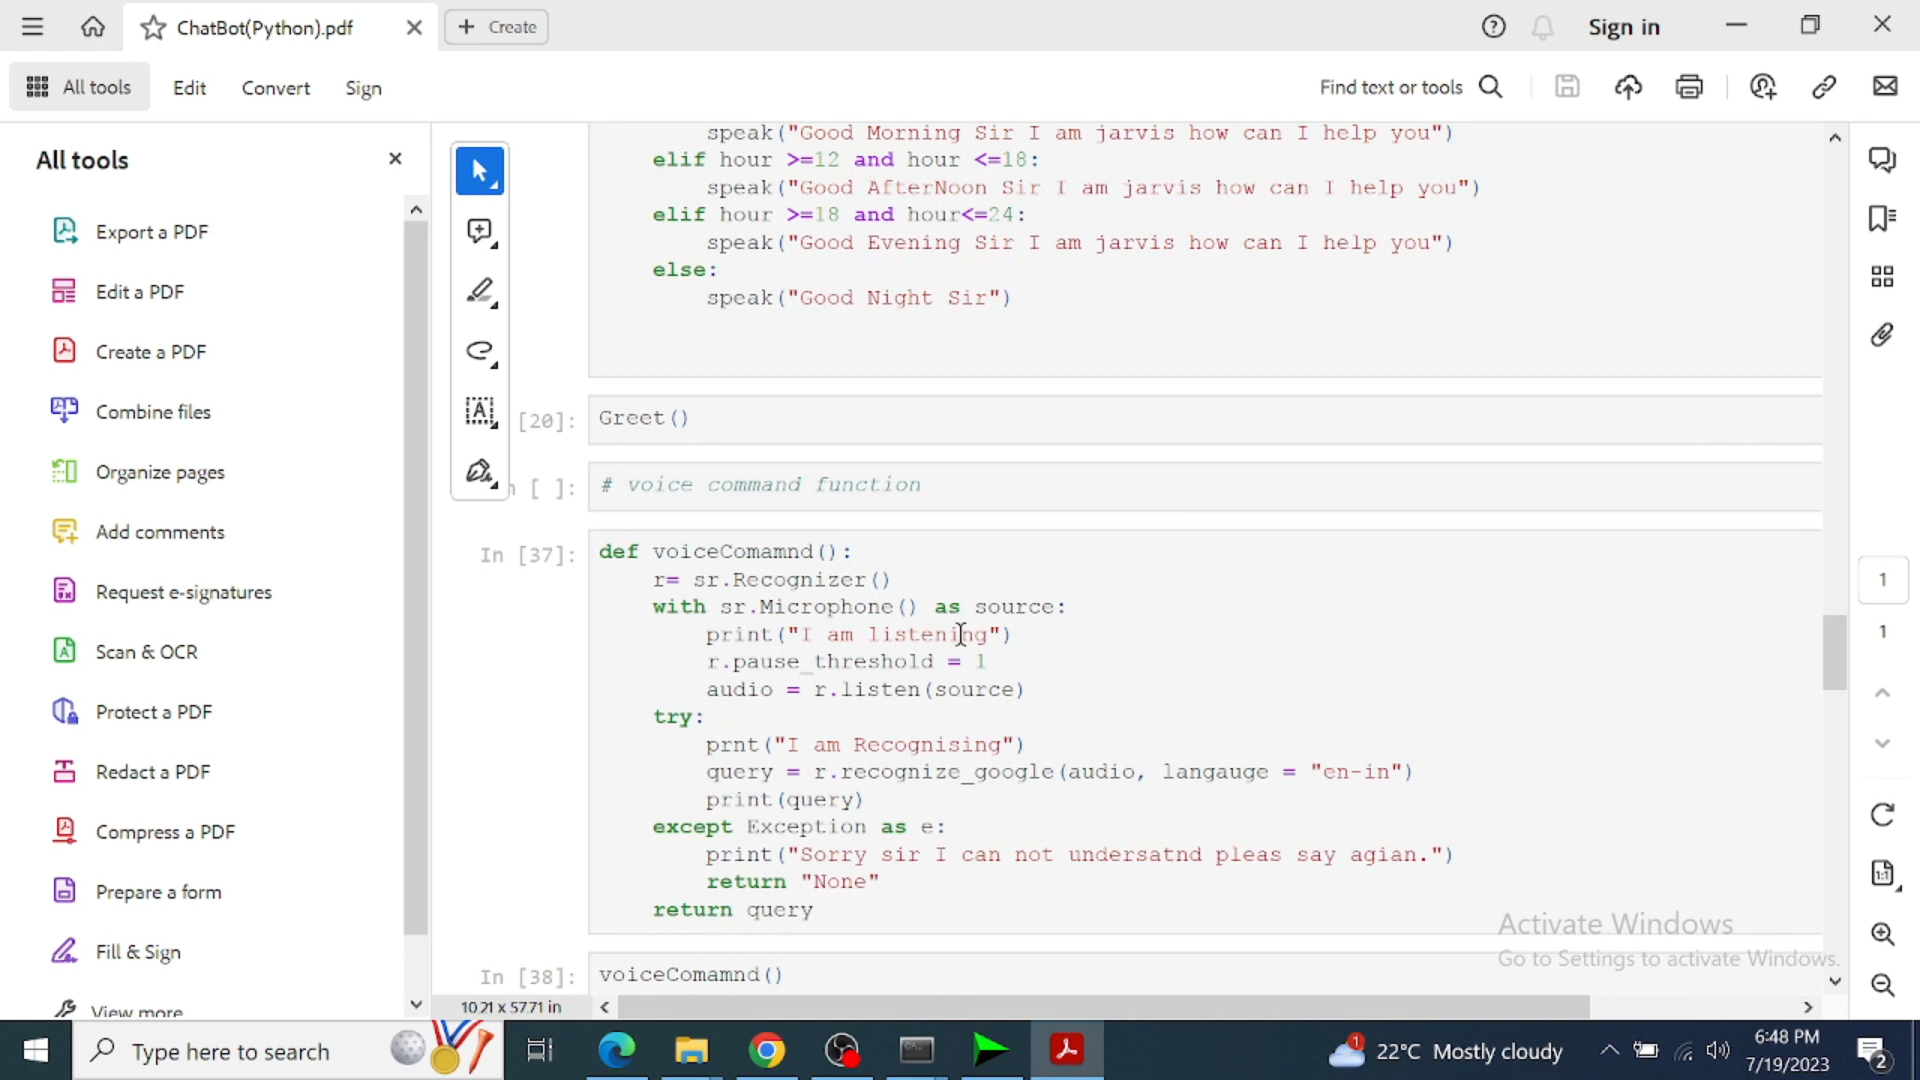 ChatBot(Python).pdf
Create
Sign in
All tools
Edit
Convert
Sign
Find text or tools
All tools
Export a PDF
Edit a PDF
Create a PDF
Combine files
Organize pages
Add comments
Request e-signatures
Scan & OCR
Protect a PDF
Redact a PDF
Compress a PDF
Prepare a form
Fill & Sign
View more
speak("Good Morning Sir I am jarvis how can I help you")
elif hour >=12 and hour <=18:
speak("Good AfterNoon Sir I am jarvis how can I help you")
elif hour >=18 and hour<=24:
speak("Good Evening Sir I am jarvis how can I help you")
else:
speak("Good Night Sir")
[20]: Greet()
n [ ]: # voice command function
In [37]: def voiceComamnd():
r= sr.Recognizer()
with sr.Microphone() as source:
print("I am listening")
r.pause_threshold = 1
audio = r.listen(source)
try:
prnt("I am Recognising")
query = r.recognize_google(audio, langauge = "en-in")
print(query)
except Exception as e:
print("Sorry sir I can not undersatnd pleas say agian.")
return "None"
return query
In [38]: voiceComamnd()
10.21 x 57.71 in
1
1
1:1
Activate Windows
Go to Settings to activate Windows.
Type here to search
1
22°C Mostly cloudy
6:48 PM
7/19/2023
2